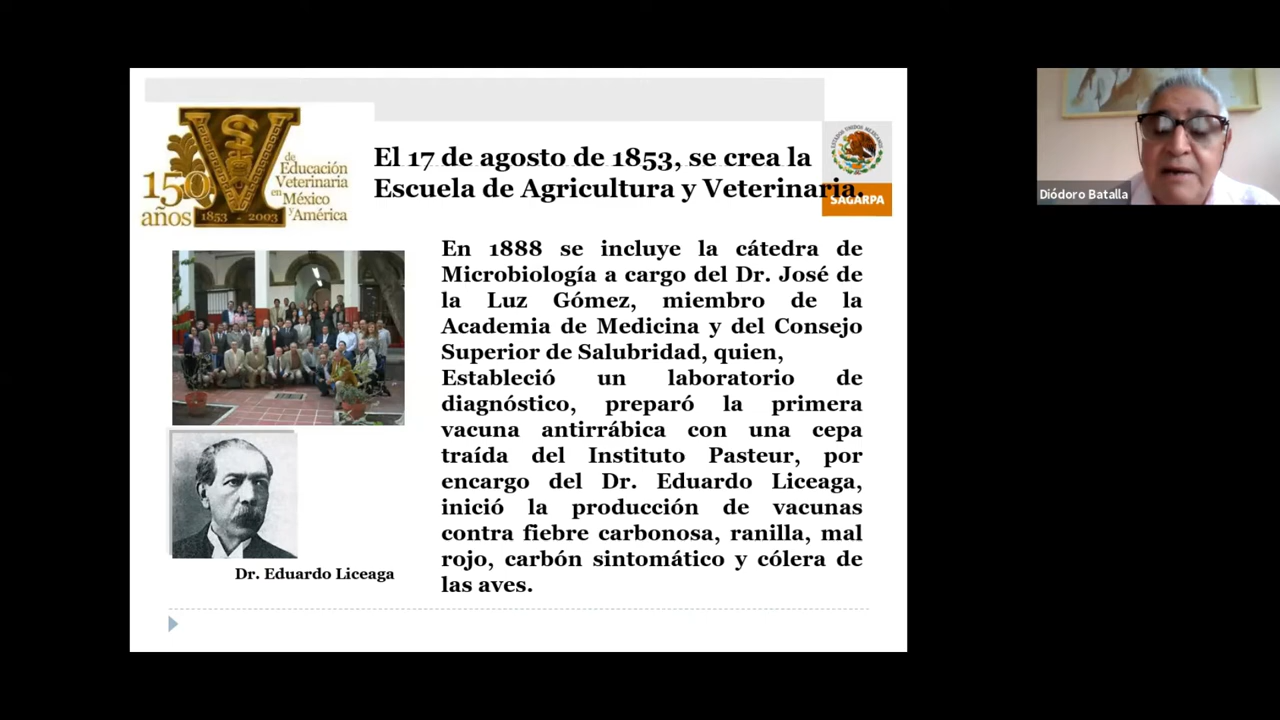 El 17 de agosto de 1853, se crea la
Escuela de Agricultura y Veterinaria.
150
años
de
Educación
Veterinaria
en México
y América
1853 - 2003
ESTADOS UNIDOS MEXICANOS
SAGARPA
En 1888 se incluye la cátedra de
Microbiología a cargo del Dr. José de
la Luz Gómez, miembro de la
Academia de Medicina y del Consejo
Superior de Salubridad, quien,
Estableció un laboratorio de
diagnóstico, preparó la primera
vacuna antirrábica con una cepa
traída del Instituto Pasteur, por
encargo del Dr. Eduardo Liceaga,
inició la producción de vacunas
contra fiebre carbonosa, ranilla, mal
rojo, carbón sintomático y cólera de
las aves.
Dr. Eduardo Liceaga
Diódoro Batalla